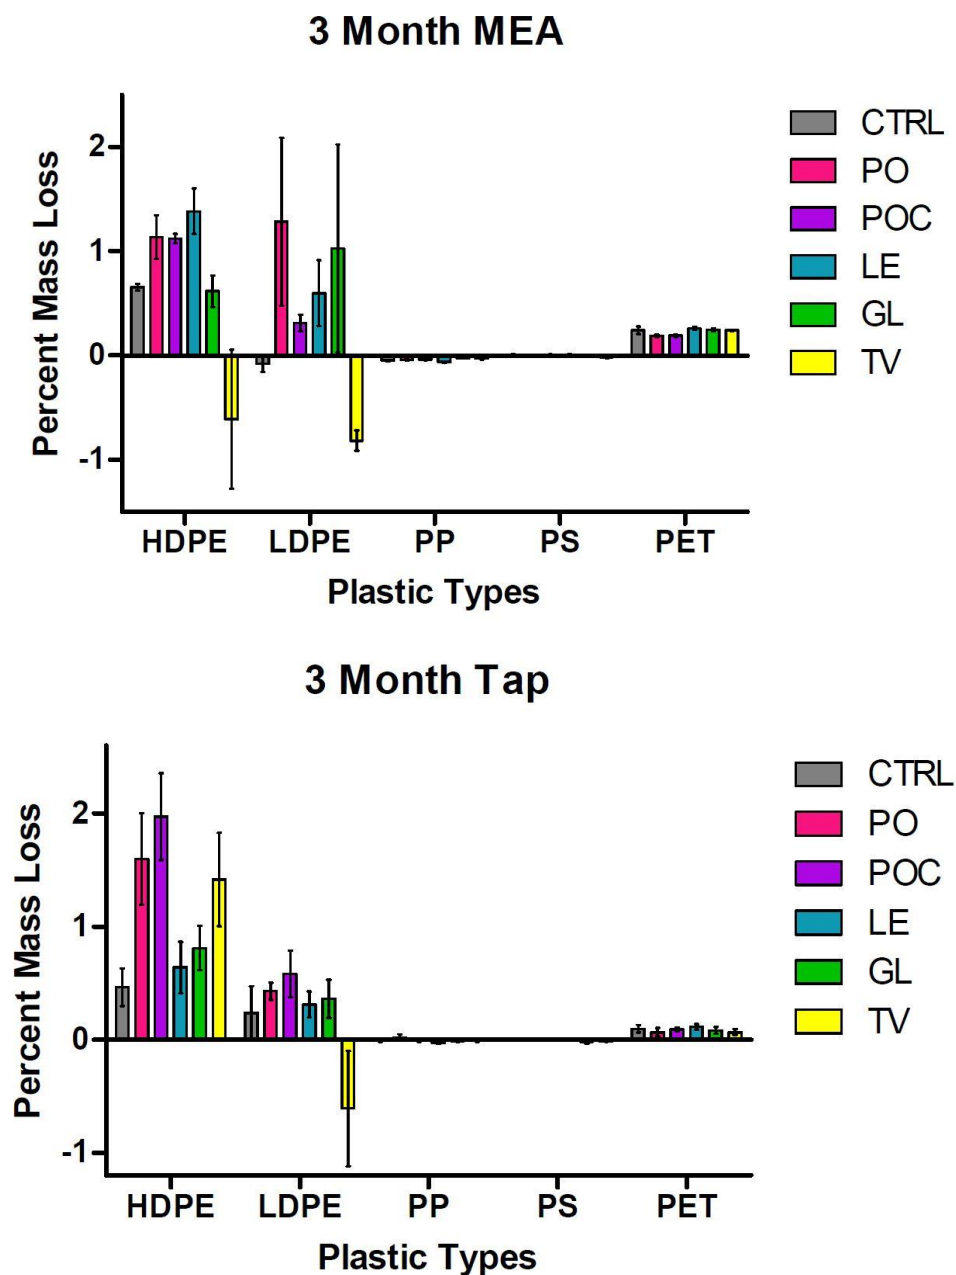 3 Month MEA
Percent Mass Loss
2
1
0
-1
HDPE LDPE PP PS PET
Plastic Types
CTRL
PO
POC
LE
GL
TV
3 Month Tap
Percent Mass Loss
2
1
0
-1
HDPE LDPE PP PS PET
Plastic Types
CTRL
PO
POC
LE
GL
TV